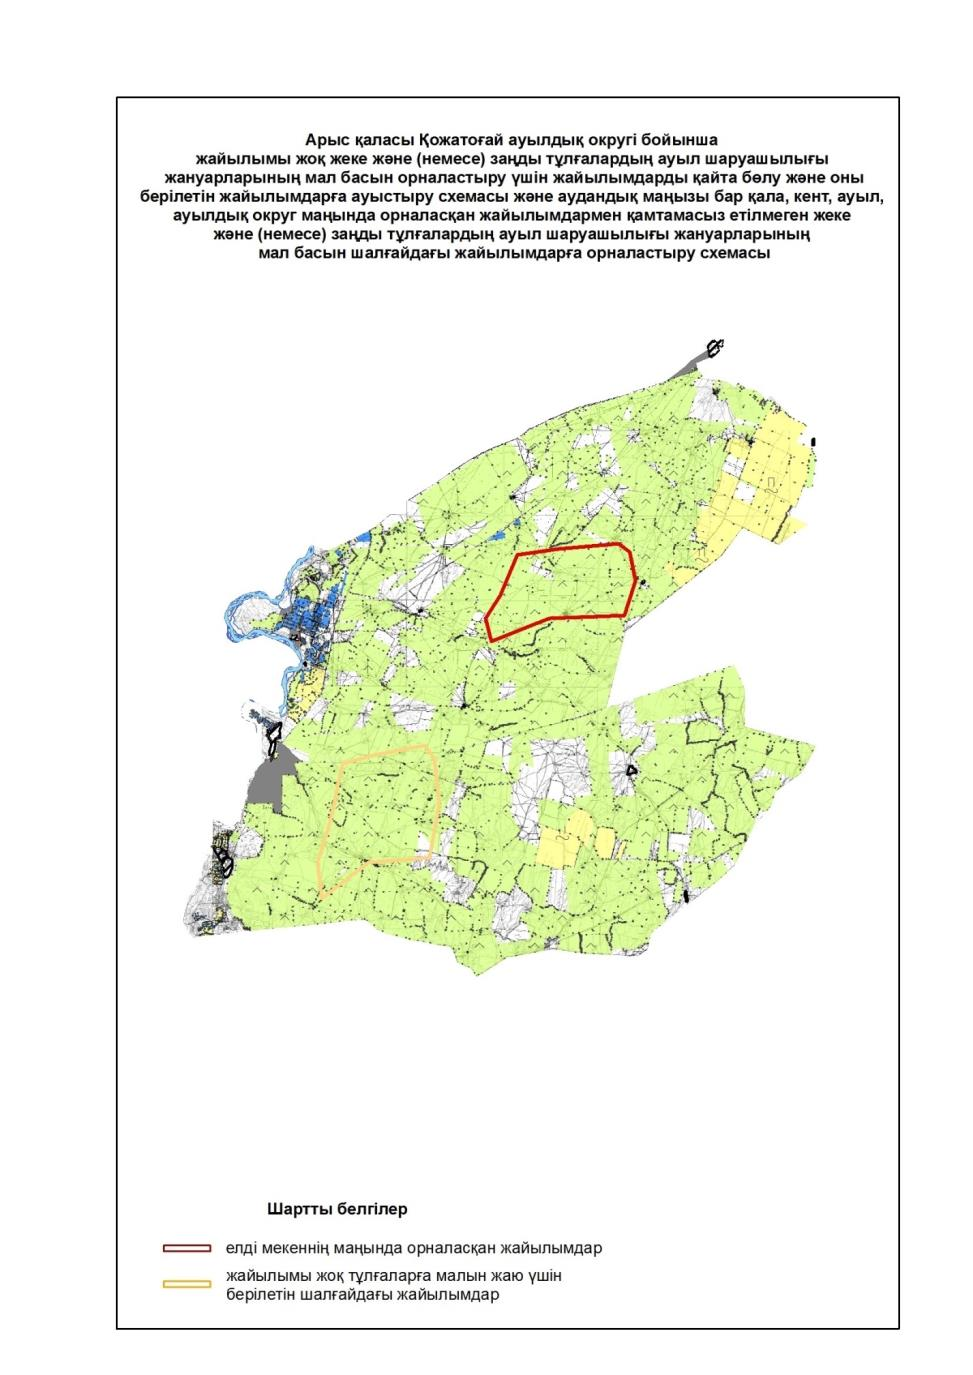 Арыс қаласы Қожатоғай ауылдық округі бойынша
жайылымы жоқ жеке және (немесе) заңды тұлғалардың ауыл шаруашылығы
жануарларының мал басын орналастыру үшін жайылымдарды қайта бөлу және оны
берілетін жайылымдарға ауыстыру схемасы және аудандық маңызы бар қала, кент, ауыл,
ауылдық округ маңында орналасқан жайылымдармен қамтамасыз етілмеген жеке
және (немесе) заңды тұлғалардың ауыл шаруашылығы жануарларының
мал басын шалғайдағы жайылымдарға орналастыру схемасы
Шартты белгілер
елді мекеннің маңында орналасқан жайылымдар
жайылымы жоқ тұлғаларға малын жаю үшін
берілетін шалғайдағы жайылымдар